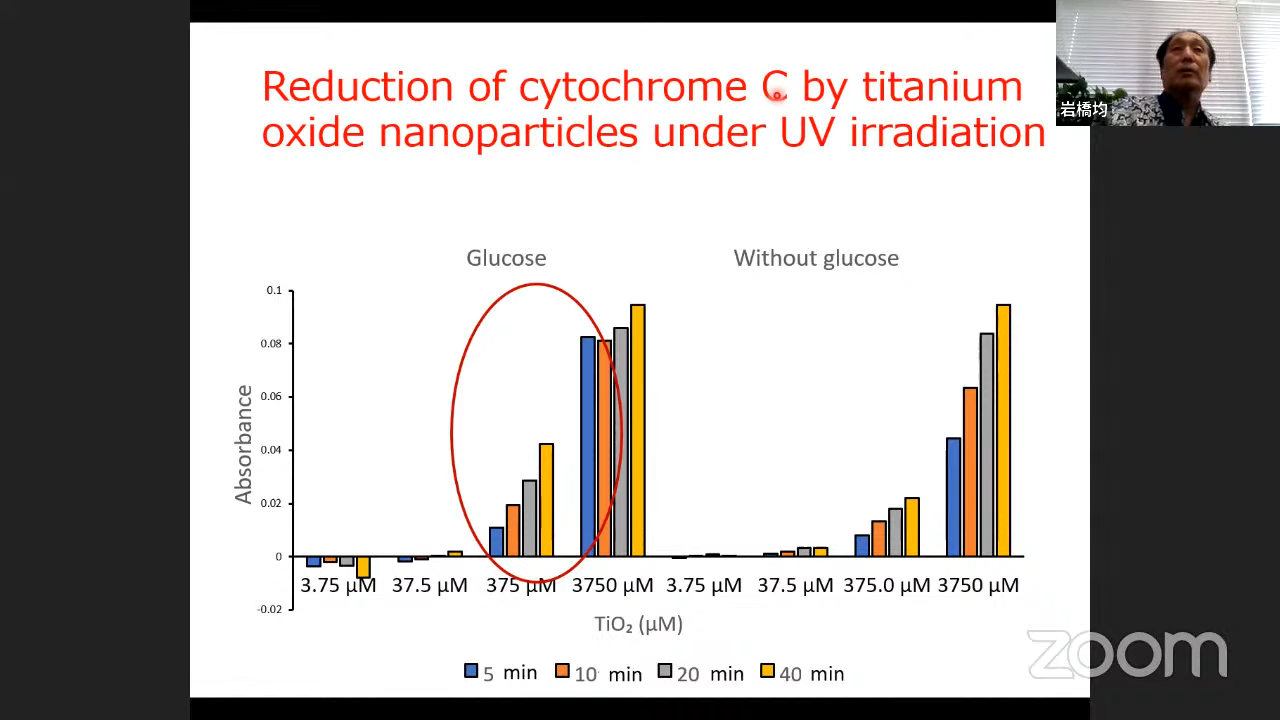 Reduction of cytochrome C by titanium
oxide nanoparticles under UV irradiation
岩橋均
Glucose
Without glucose
0.1
0.08
0.06
0.04
0.02
0
-0.02
Absorbance
3.75 µM 37.5 µM 375 µM 3750 µM 3.75 µM 37.5 µM 375.0 µM 3750 µM
TiO₂ (µM)
5 min 10 min 20 min 40 min
zoom